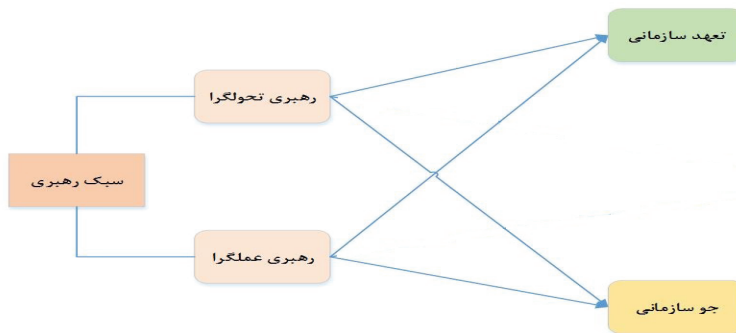 تعهد سازمانی
رهبری تحولگرا
سبک رهبری
رهبری عملگرا
جو سازمانی